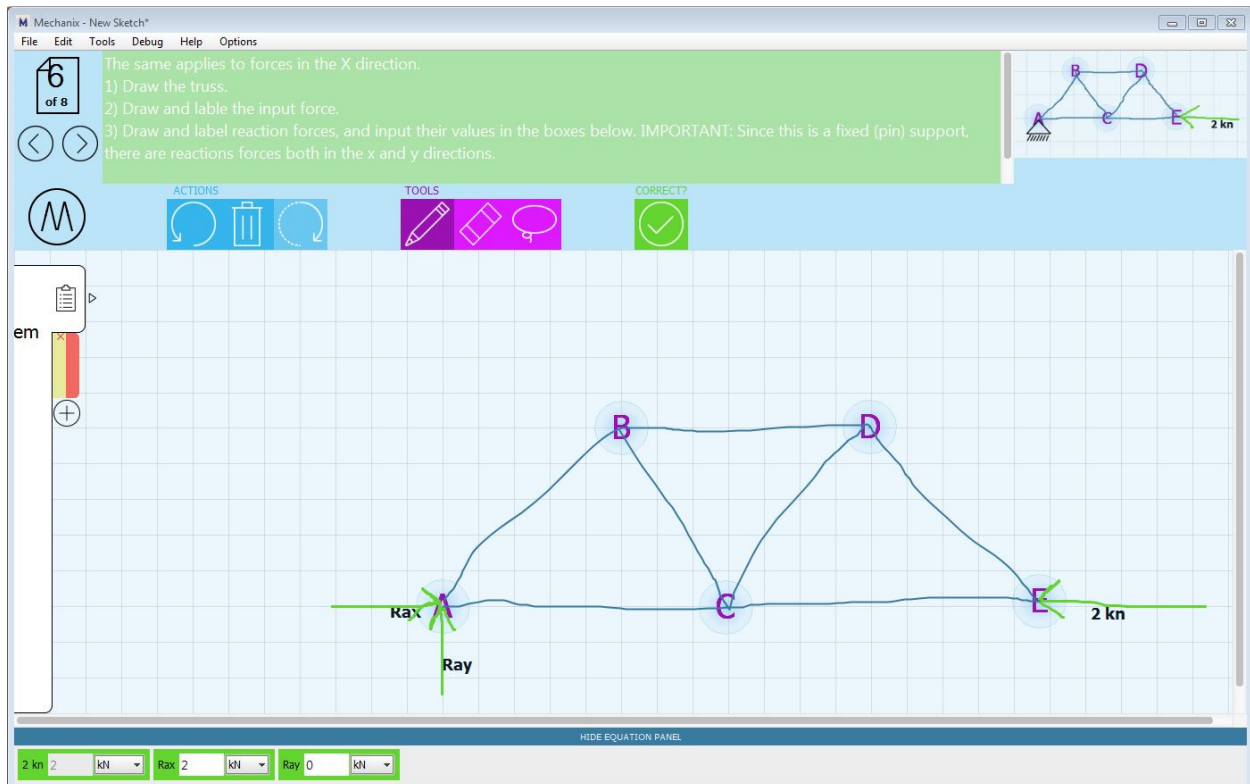 M Mechanix - New Sketch*
File Edit Tools Debug Help Options
6
of 8
The same applies to forces in the X direction.
1) Draw the truss.
2) Draw and lable the input force.
3) Draw and label reaction forces, and input their values in the boxes below. IMPORTANT: Since this is a fixed (pin) support,
there are reactions forces both in the x and y directions.
B D
A C E
2 kn
M
ACTIONS TOOLS CORRECT?
em
B D
A C E
Rax
2 kn
Ray
HIDE EQUATION PANEL
2 kn 2 kN Rax 2 kN Ray 0 kN